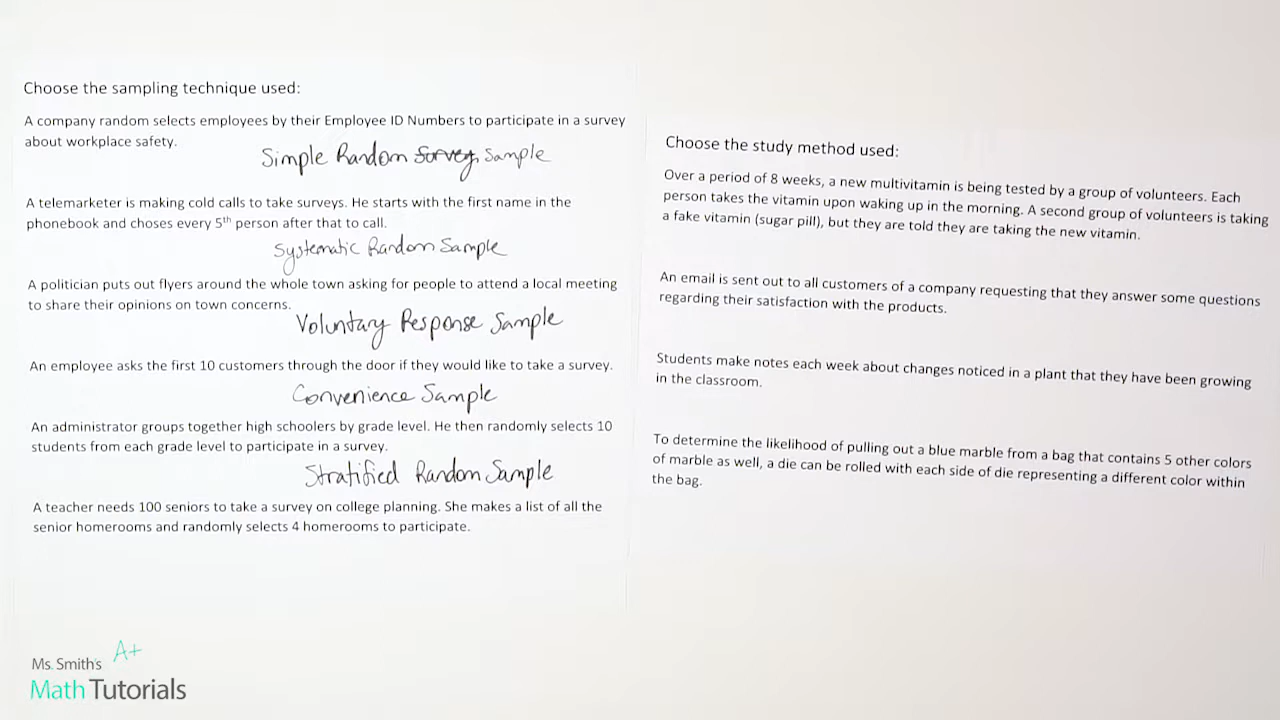 Choose the sampling technique used:
A company random selects employees by their Employee ID Numbers to participate in a survey
about workplace safety.
Simple Random Survey Sample
A telemarketer is making cold calls to take surveys. He starts with the first name in the
phonebook and choses every 5th person after that to call.
Systematic Random Sample
A politician puts out flyers around the whole town asking for people to attend a local meeting
to share their opinions on town concerns.
Voluntary Response Sample
An employee asks the first 10 customers through the door if they would like to take a survey.
Convenience Sample
An administrator groups together high schoolers by grade level. He then randomly selects 10
students from each grade level to participate in a survey.
Stratified Random Sample
A teacher needs 100 seniors to take a survey on college planning. She makes a list of all the
senior homerooms and randomly selects 4 homerooms to participate.
Choose the study method used:
Over a period of 8 weeks, a new multivitamin is being tested by a group of volunteers. Each
person takes the vitamin upon waking up in the morning. A second group of volunteers is taking
a fake vitamin (sugar pill), but they are told they are taking the new vitamin.
An email is sent out to all customers of a company requesting that they answer some questions
regarding their satisfaction with the products.
Students make notes each week about changes noticed in a plant that they have been growing
in the classroom.
To determine the likelihood of pulling out a blue marble from a bag that contains 5 other colors
of marble as well, a die can be rolled with each side of die representing a different color within
the bag.
A+
Ms. Smith's
Math Tutorials